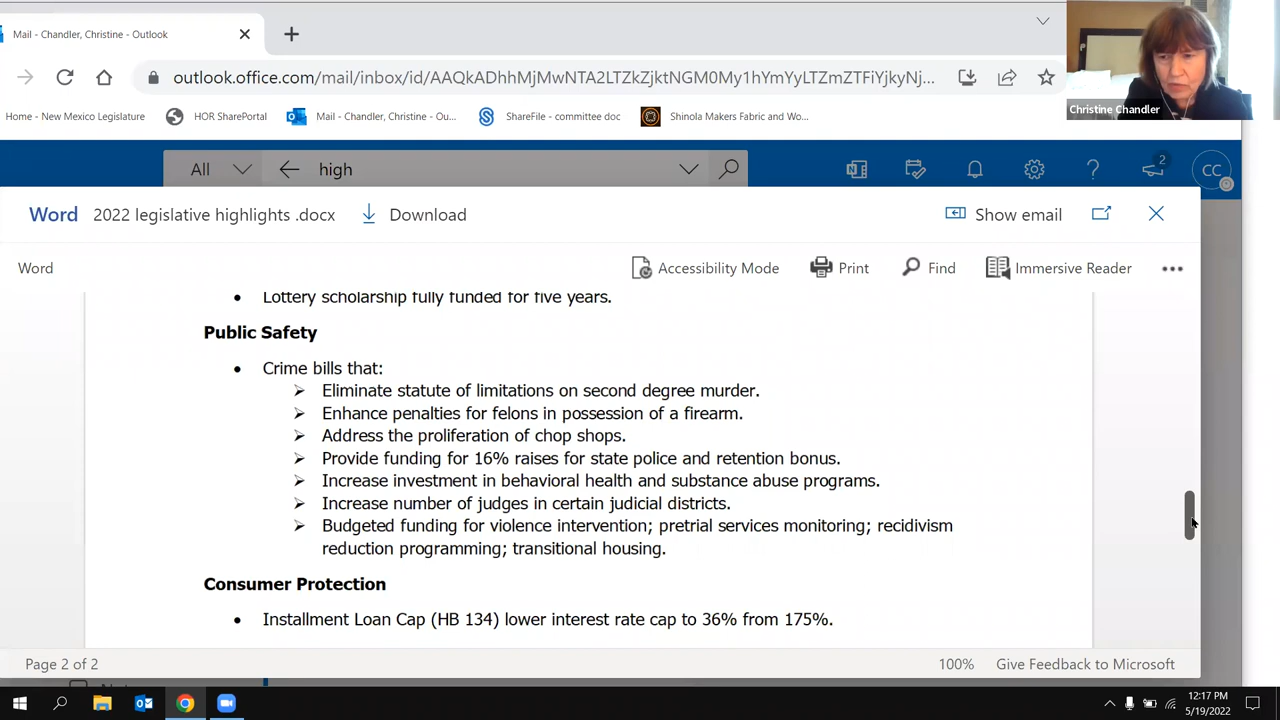 Mail - Chandler, Christine - Outlook
outlook.office.com/mail/inbox/id/AAQkADhhMjMwNTA2LTZkZjktNGM0My1hYmYyLTZmZTFiYjkyNj...
Christine Chandler
Home - New Mexico Legislature HOR SharePortal Mail - Chandler, Christine - Ou... ShareFile - committee doc Shinola Makers Fabric and Wo...
All high 2 CC
Word 2022 legislative highlights .docx Download Show email
Word Accessibility Mode Print Find Immersive Reader
• Lottery scholarship fully funded for five years.
Public Safety
• Crime bills that:
➢ Eliminate statute of limitations on second degree murder.
➢ Enhance penalties for felons in possession of a firearm.
➢ Address the proliferation of chop shops.
➢ Provide funding for 16% raises for state police and retention bonus.
➢ Increase investment in behavioral health and substance abuse programs.
➢ Increase number of judges in certain judicial districts.
➢ Budgeted funding for violence intervention; pretrial services monitoring; recidivism
reduction programming; transitional housing.
Consumer Protection
• Installment Loan Cap (HB 134) lower interest rate cap to 36% from 175%.
Page 2 of 2 100% Give Feedback to Microsoft
12:17 PM
5/19/2022